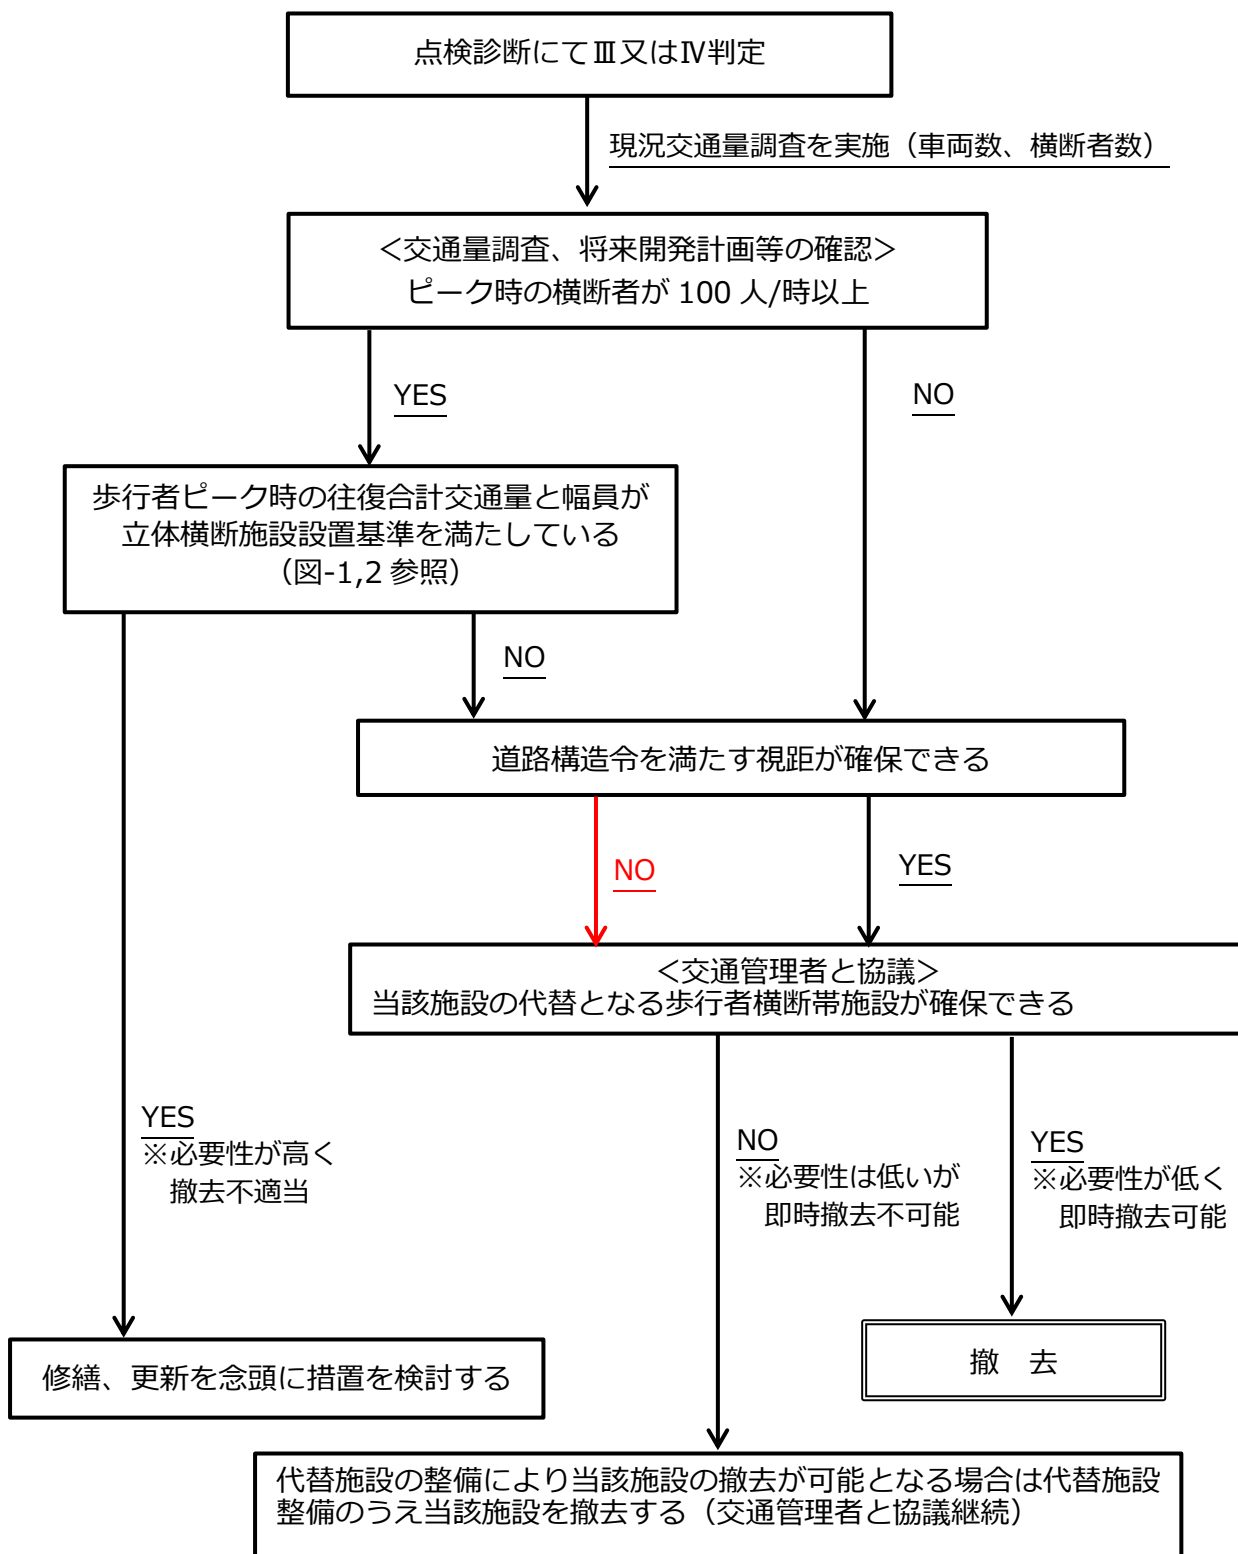 点検診断にてⅢ又はⅣ判定
現況交通量調査を実施（車両数、横断者数）
＜交通量調査、将来開発計画等の確認＞
ピーク時の横断者が 100 人/時以上
YES
NO
歩行者ピーク時の往復合計交通量と幅員が
立体横断施設設置基準を満たしている
（図-1,2 参照）
NO
道路構造令を満たす視距が確保できる
NO
YES
＜交通管理者と協議＞
当該施設の代替となる歩行者横断帯施設が確保できる
YES
※必要性が高く
撤去不適当
NO
※必要性は低いが
即時撤去不可能
YES
※必要性が低く
即時撤去可能
修繕、更新を念頭に措置を検討する
撤　去
代替施設の整備により当該施設の撤去が可能となる場合は代替施設
整備のうえ当該施設を撤去する（交通管理者と協議継続）